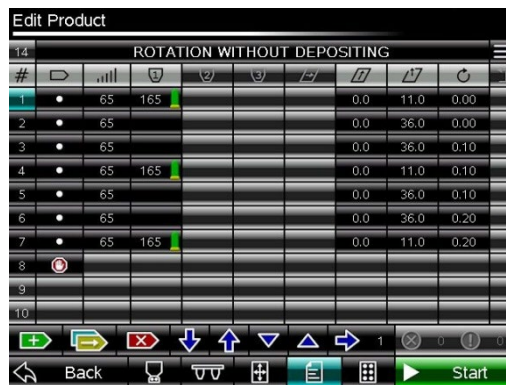 Edit Product
14 ROTATION WITHOUT DEPOSITING
# 1 2 3 T
1 65 165 0.0 11.0 0.00
2 65 0.0 36.0 0.00
3 65 0.0 36.0 0.10
4 65 165 0.0 11.0 0.10
5 65 0.0 36.0 0.10
6 65 0.0 36.0 0.20
7 65 165 0.0 11.0 0.20
8
9
10
1 0 0
Back Start